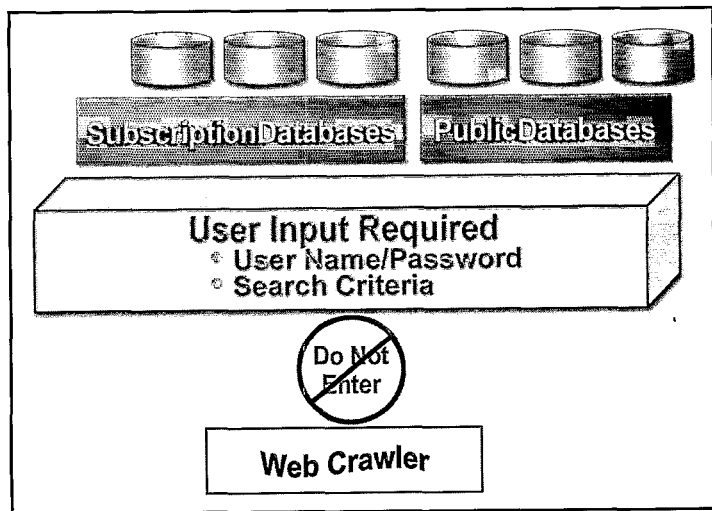 SubscriptionDatabases PublicDatabases
User Input Required
User Name/Password
Search Criteria
Do Not
Enter
Web Crawler